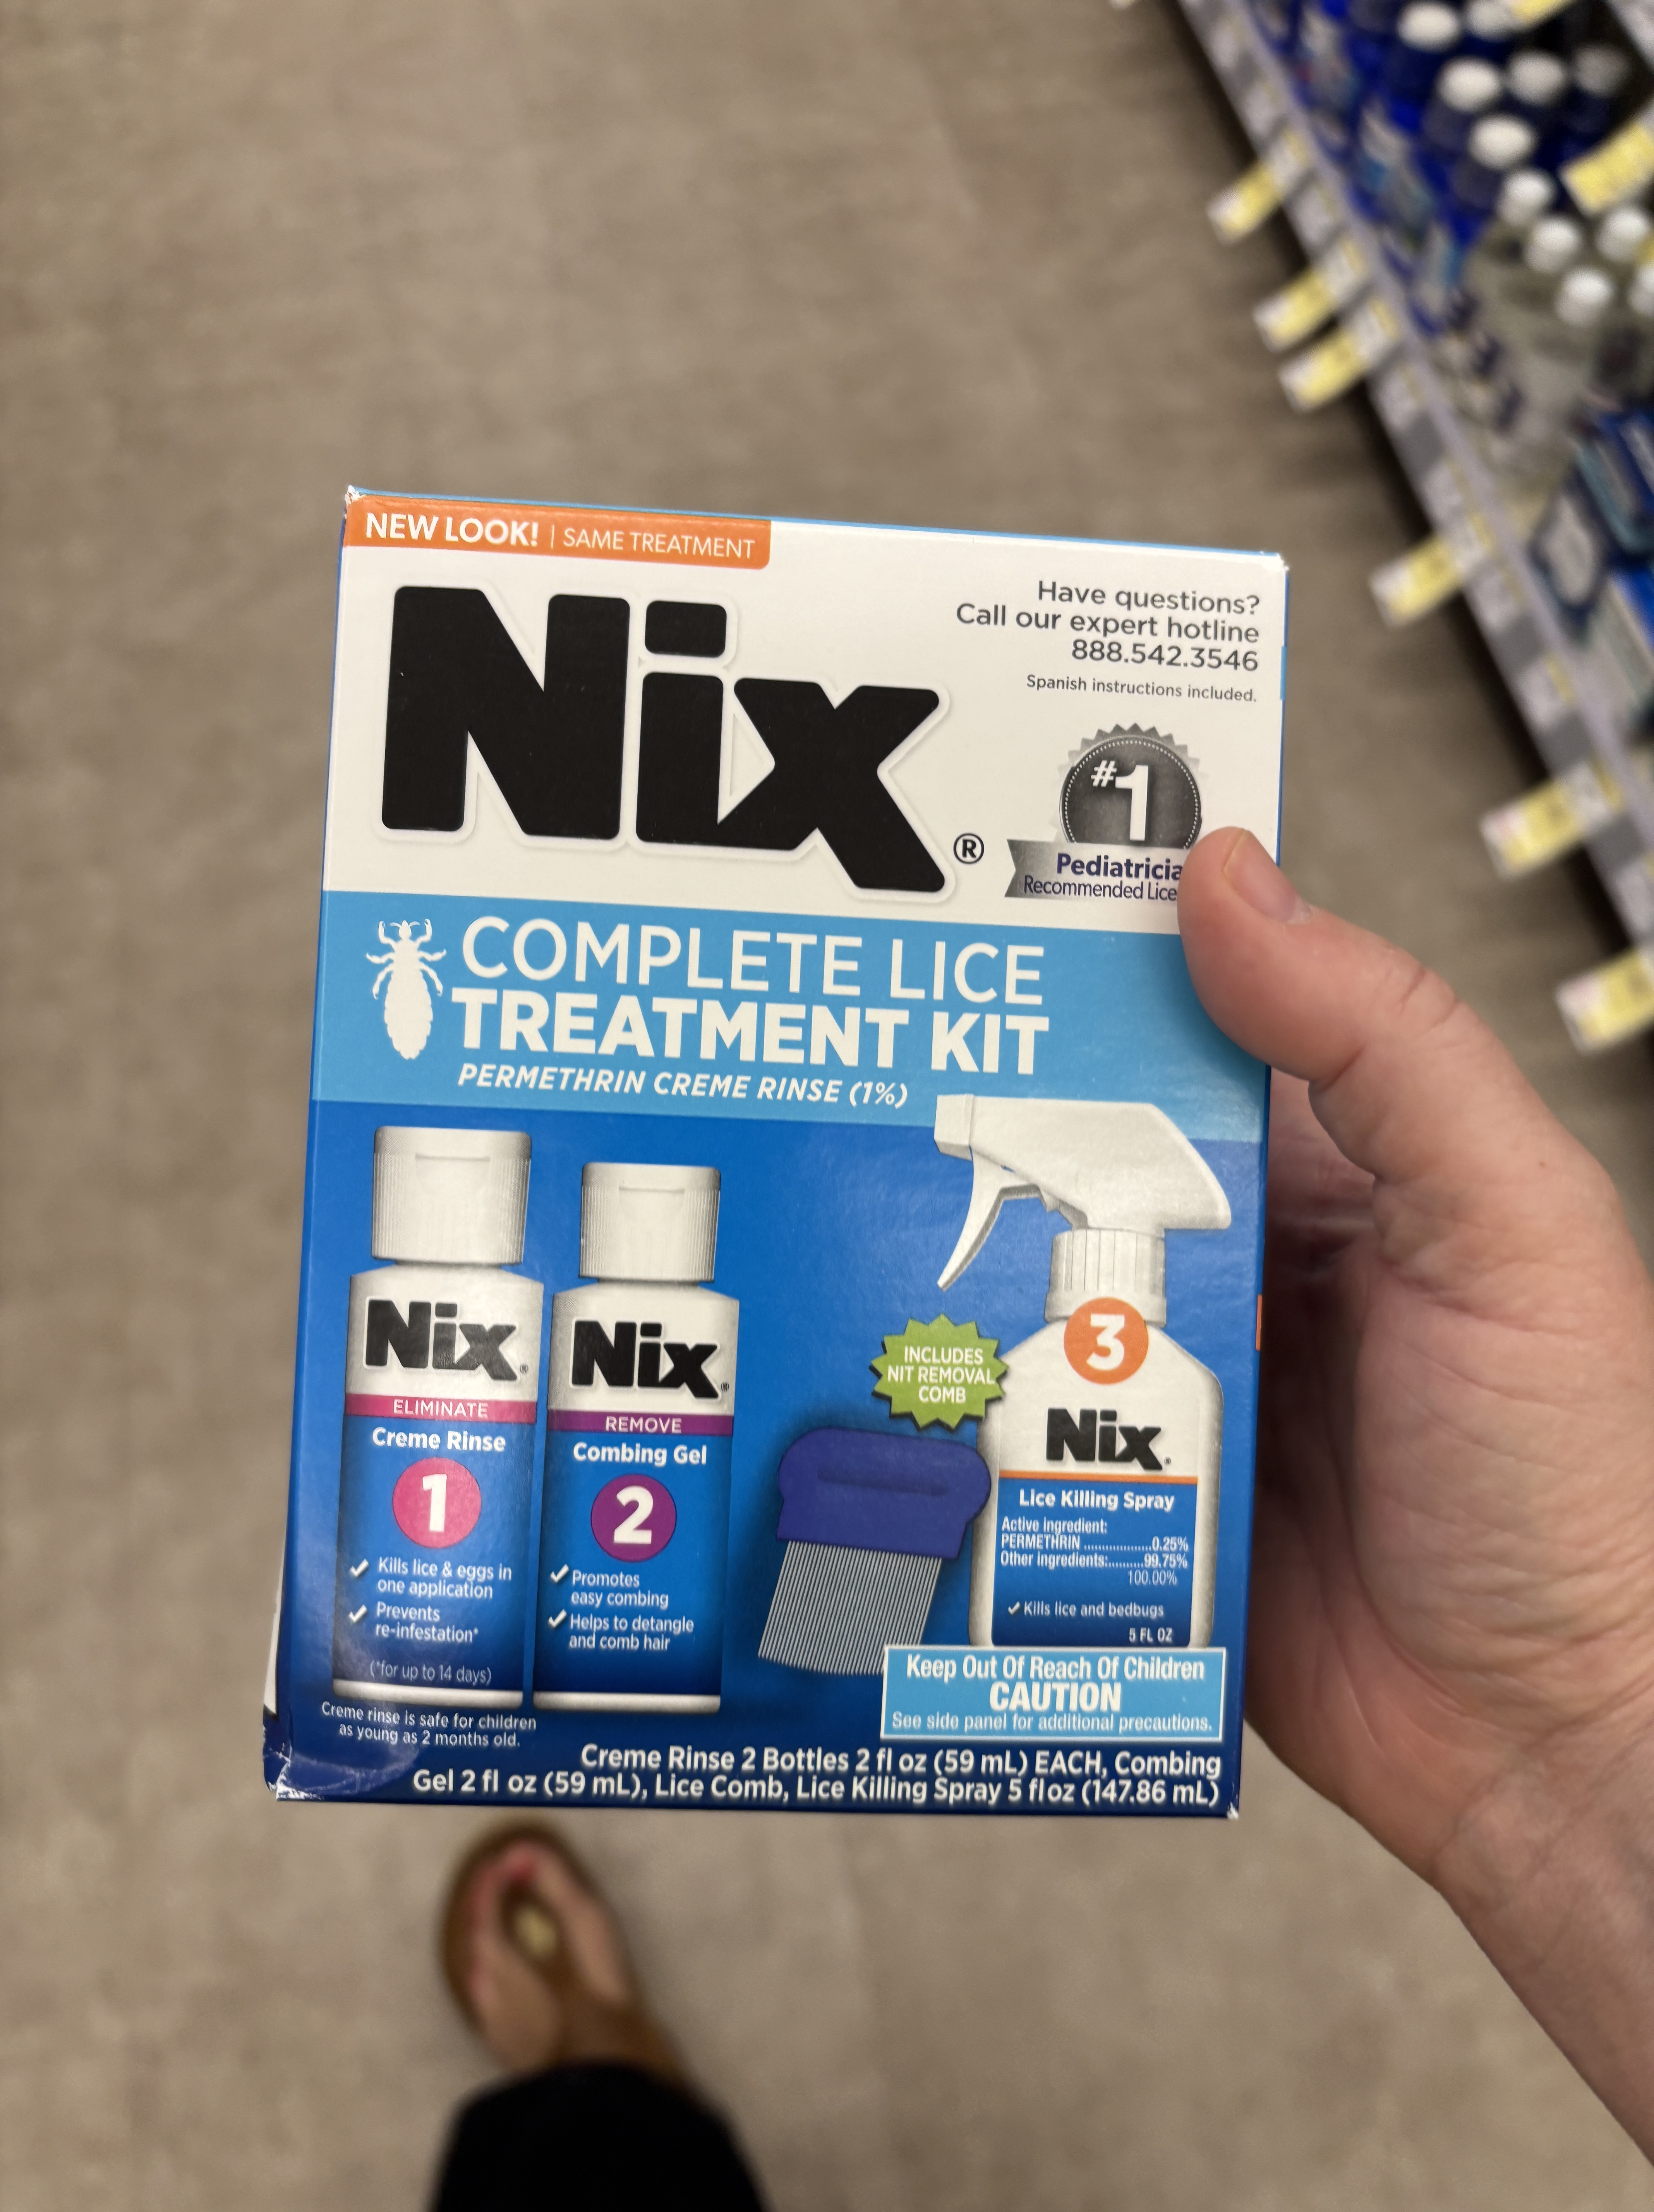 NEW LOOK! | SAME TREATMENT
Nix®
Have questions?
Call our expert hotline
888.542.3546
Spanish instructions included.
#1
Recommended Lice
COMPLETE LICE
TREATMENT KIT
PERMETHRIN CREME RINSE (1%)
Nix®
ELIMINATE
Creme Rinse
1
Kills lice & eggs in
one application
Prevents
re-infestation*
(*for up to 14 days)
Creme rinse is safe for children
as young as 2 months old.
Nix®
REMOVE
Combing Gel
2
Promotes
easy combing
Helps to detangle
and comb hair
INCLUDES
NIT REMOVAL
COMB
3
Nix®
Lice Killing Spray
Active ingredient:
PERMETHRIN ..................0.25%
Other ingredients:..........99.75%
100.00%
Kills lice and bedbugs
5 FL OZ
Keep Out Of Reach Of Children
CAUTION
See side panel for additional precautions.
Creme Rinse 2 Bottles 2 fl oz (59 mL) EACH, Combing
Gel 2 fl oz (59 mL), Lice Comb, Lice Killing Spray 5 fl oz (147.86 mL)